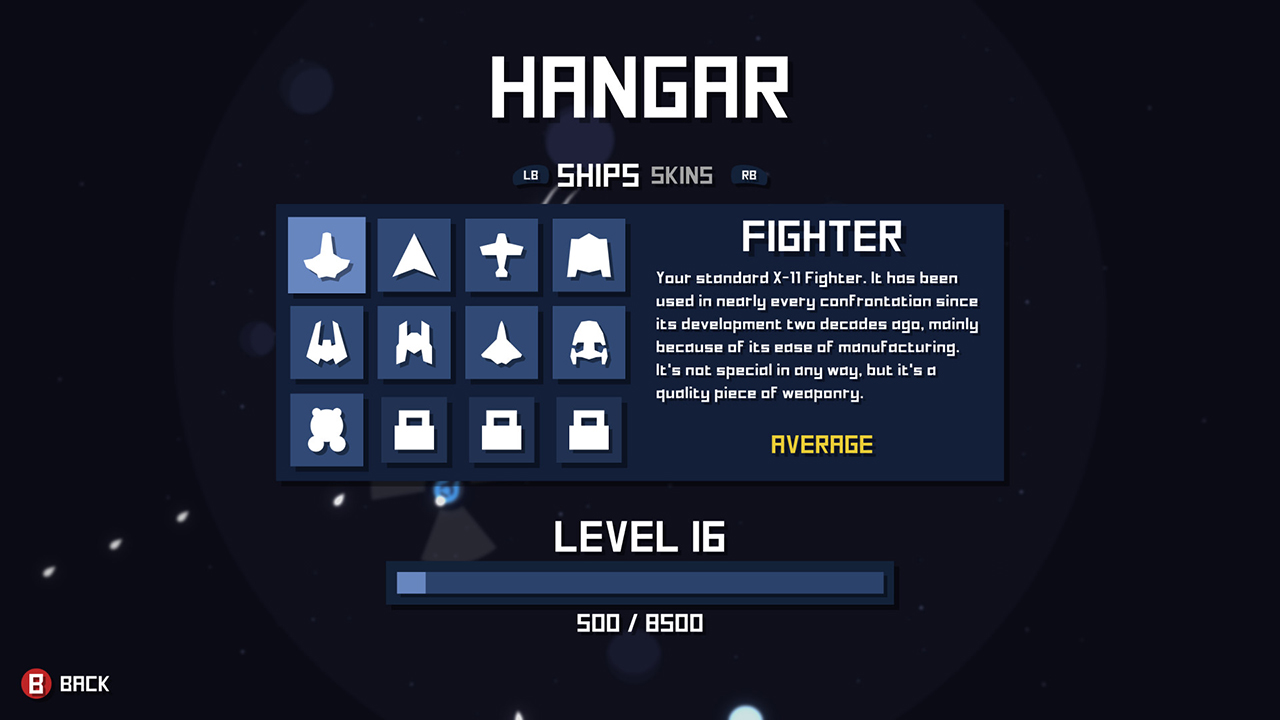 HANGAR
LB SHIPS SKINS RB
FIGHTER
Your standard X-11 Fighter. It has been
used in nearly every confrontation since
its development two decades ago, mainly
because of its ease of manufacturing.
It's not special in any way, but it's a
quality piece of weaponry.
AVERAGE
LEVEL 16
500 / 8500
B BACK